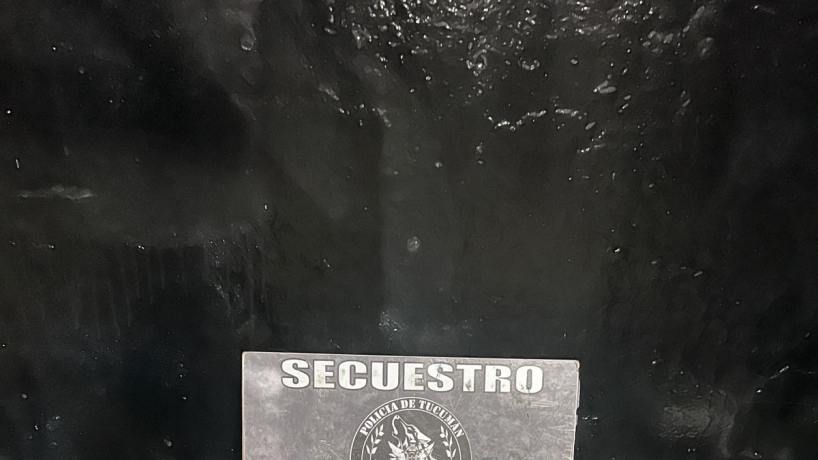 SECUESTRO
POLICIA DE TUCUMAN